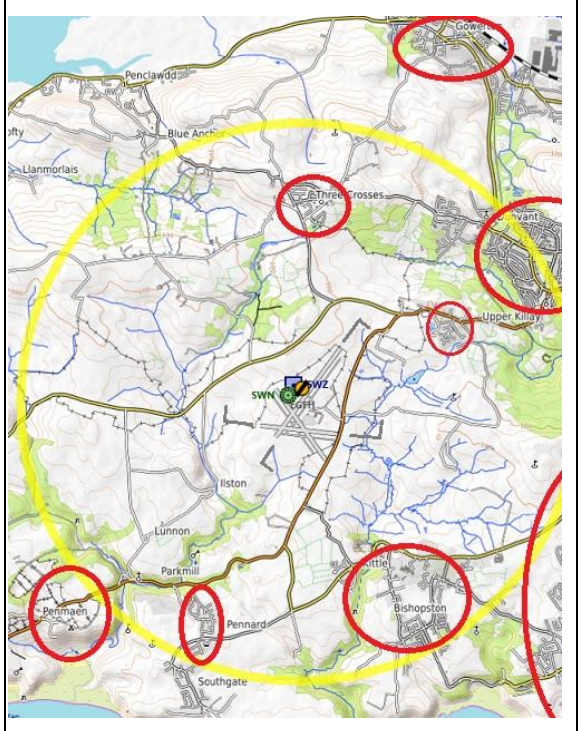 Gower
Penclawdd
Blue Anchor
Llanmorlais
Three Crosses
Dunvant
Upper Killay
SWN
SWZ
EGFH
Ilston
Lunnon
Parkmill
Kittle
Penmaen
Pennard
Bishopston
Southgate